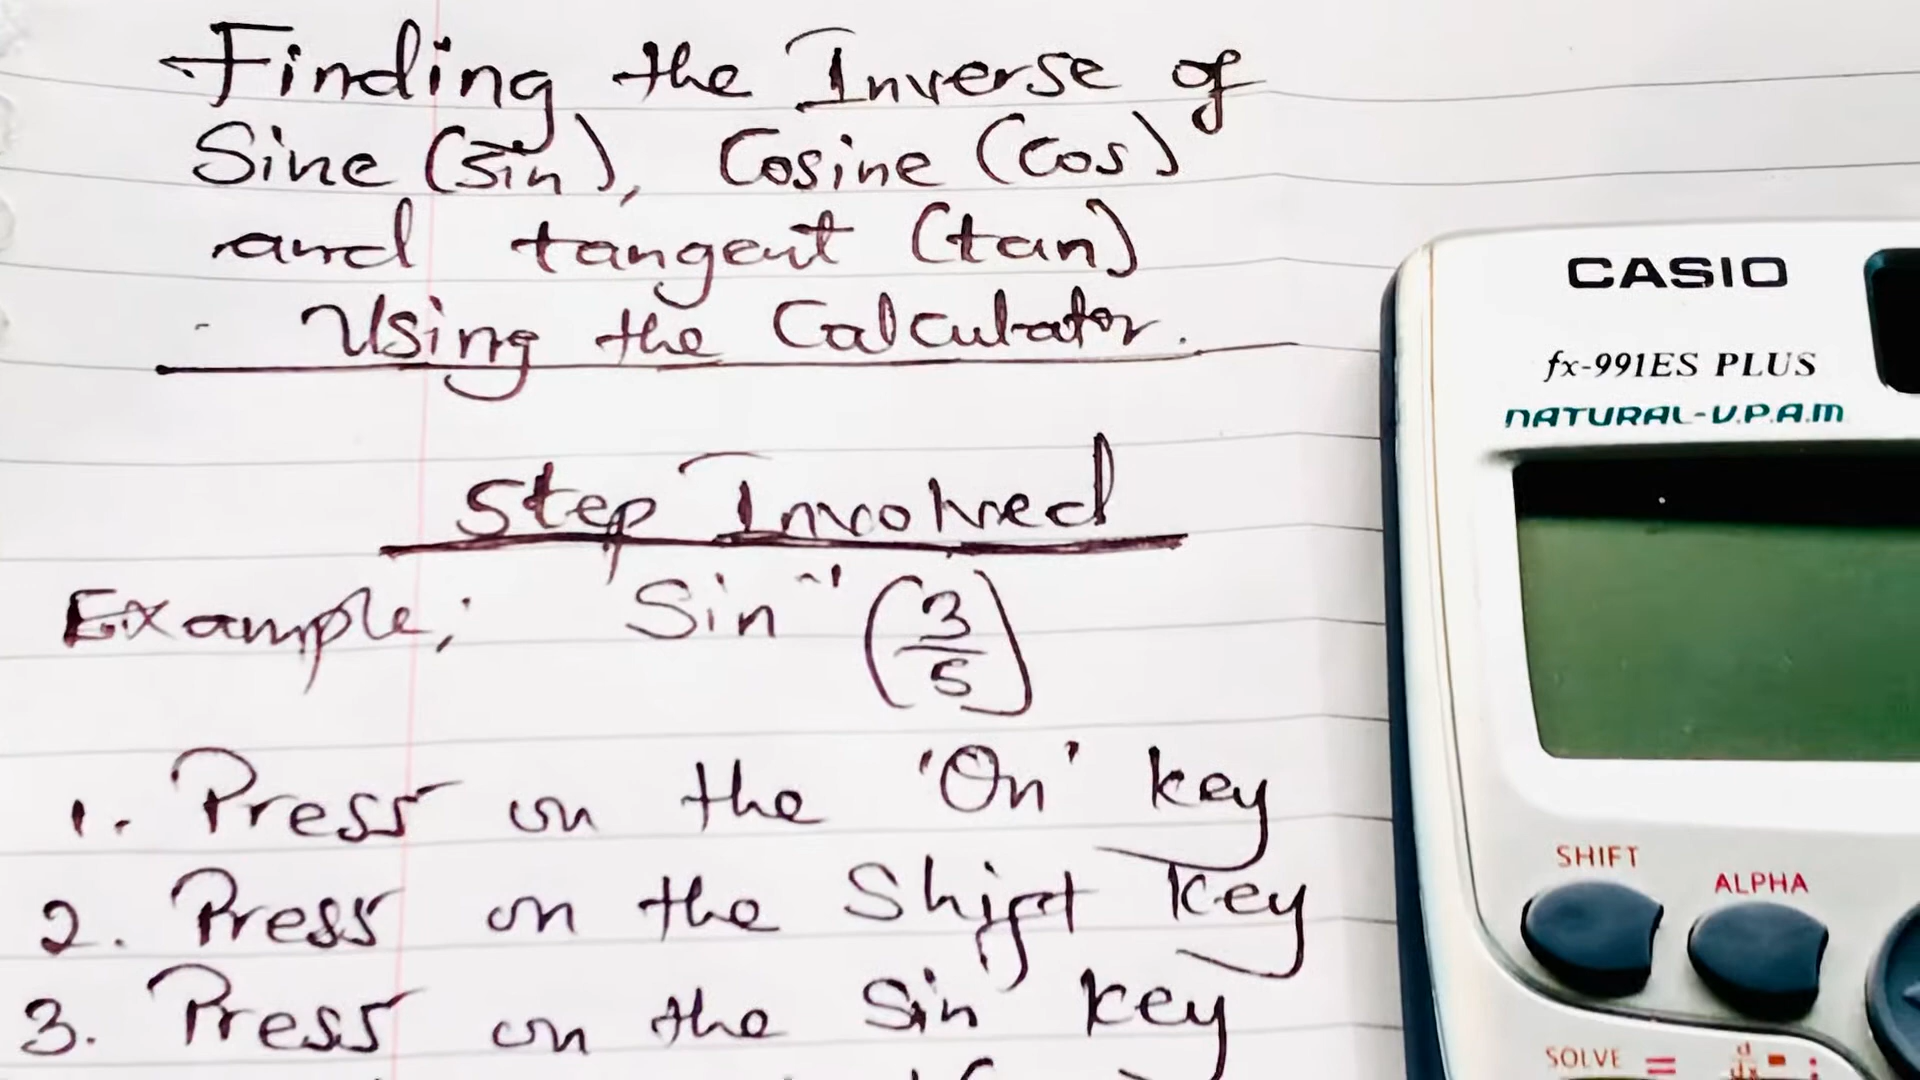 Finding the Inverse of
Sine (sin), Cosine (cos)
and tangent (tan)
Using the Calculator.
Step Involved
Example; Sin⁻¹ (3/5)
1. Press on the 'On' key
2. Press on the Shift key
3. Press on the Sin key
CASIO
fx-991ES PLUS
NATURAL-V.P.A.M
SHIFT
ALPHA
SOLVE =
d/dx :